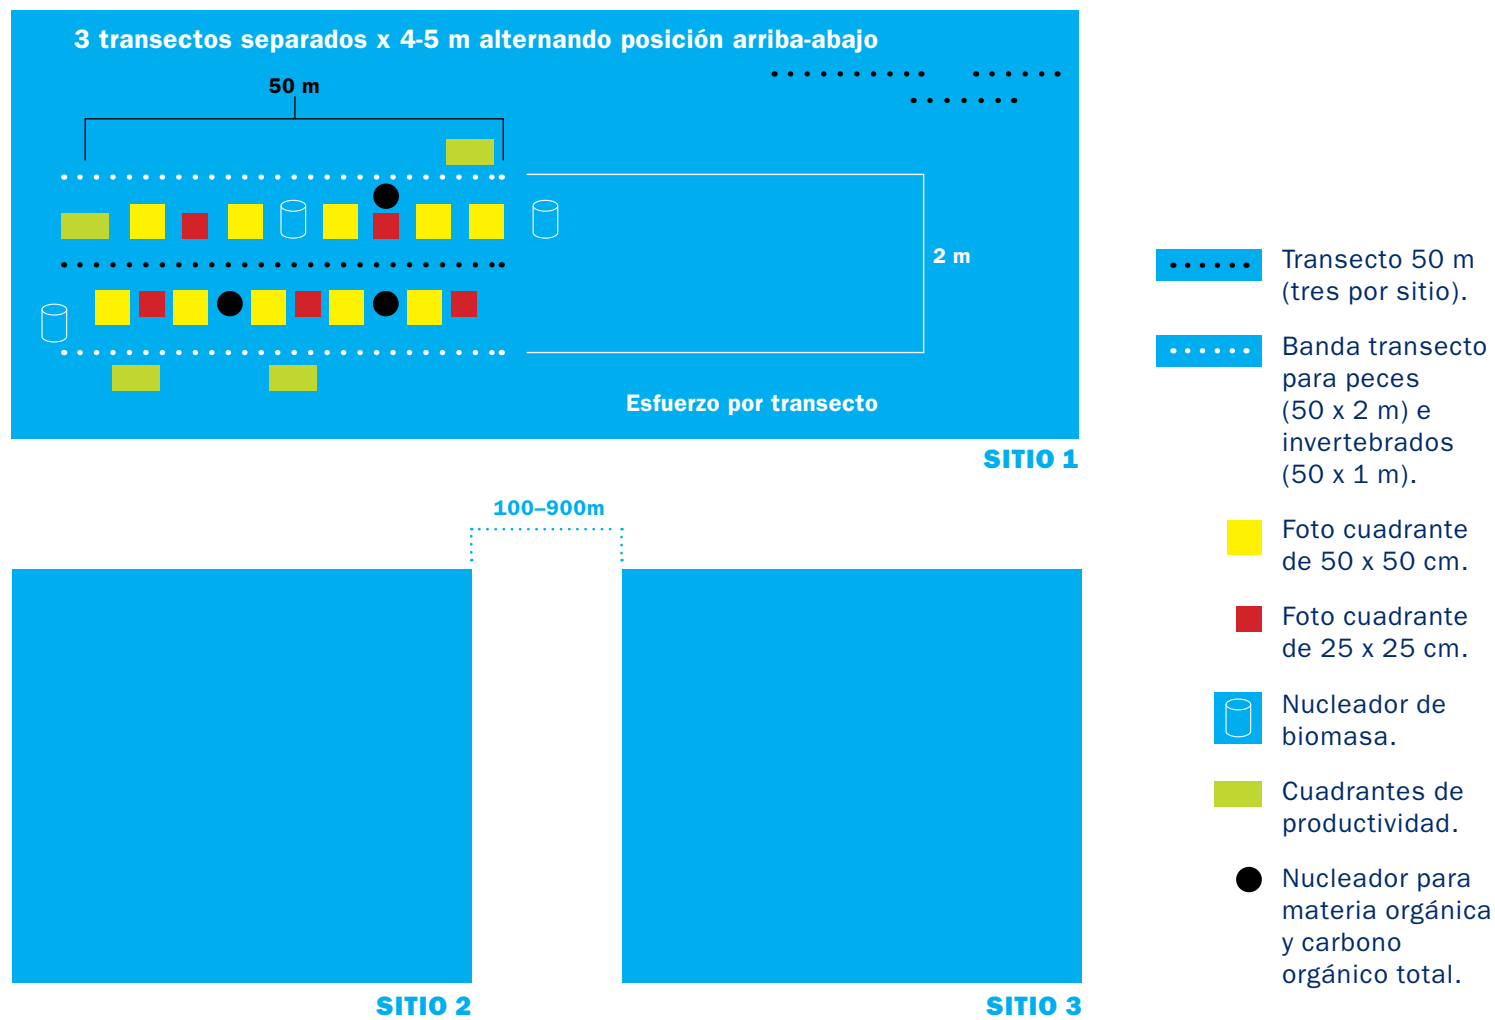 3 transectos separados x 4-5 m alternando posición arriba-abajo
50 m
2 m
Esfuerzo por transecto
SITIO 1
100–900m
SITIO 2
SITIO 3
Transecto 50 m
(tres por sitio).
Banda transecto
para peces
(50 x 2 m) e
invertebrados
(50 x 1 m).
Foto cuadrante
de 50 x 50 cm.
Foto cuadrante
de 25 x 25 cm.
Nucleador de
biomasa.
Cuadrantes de
productividad.
Nucleador para
materia orgánica
y carbono
orgánico total.